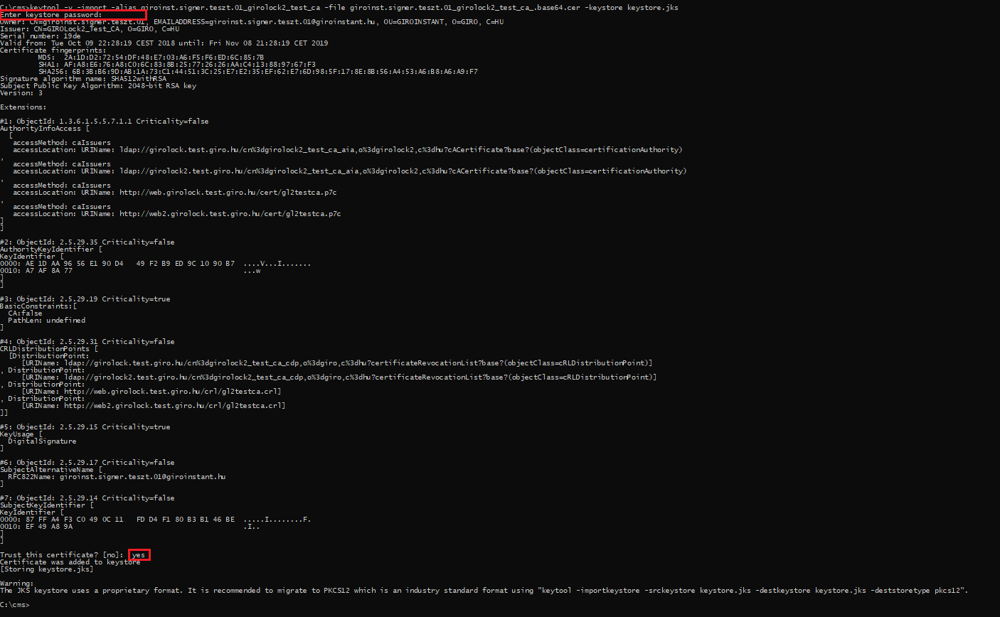 C:\cms>keytool -v -import -alias giroinst.signer.teszt.01_girolock2_test_ca -file giroinst.signer.teszt.01_girolock2_test_ca_.base64.cer -keystore keystore.jks
Enter keystore password:
Owner: CN=giroinst.signer.teszt.01, EMAILADDRESS=giroinst.signer.teszt.01@giroinstant.hu, OU=GIROINSTANT, O=GIRO, C=HU
Issuer: CN=GIROLock2_Test_CA, O=GIRO, C=HU
Serial number: 19de
Valid from: Tue Oct 09 22:28:19 CEST 2018 until: Fri Nov 08 21:28:19 CET 2019
Certificate fingerprints:
MD5:  2A:1D:D2:72:54:DF:48:E7:03:A6:F5:F6:ED:6C:85:7B
SHA1: AF:A8:E6:76:A8:C0:6C:83:8B:25:77:26:26:AA:C4:13:88:97:67:F3
SHA256: 6B:3B:B6:9D:AB:1A:73:C1:44:51:3C:25:E7:E2:35:EF:62:E7:6D:98:5F:17:8E:8B:56:A4:53:A6:B8:A6:A9:F7
Signature algorithm name: SHA512withRSA
Subject Public Key Algorithm: 2048-bit RSA key
Version: 3
Extensions:
#1: ObjectId: 1.3.6.1.5.5.7.1.1 Criticality=false
AuthorityInfoAccess [
[
accessMethod: caIssuers
accessLocation: URIName: ldap://girolock.test.giro.hu/cn%3dgirolock2_test_ca_aia,o%3dgirolock2,c%3dhu?cACertificate?base?(objectClass=certificationAuthority)
,
accessMethod: caIssuers
accessLocation: URIName: ldap://girolock2.test.giro.hu/cn%3dgirolock2_test_ca_aia,o%3dgirolock2,c%3dhu?cACertificate?base?(objectClass=certificationAuthority)
,
accessMethod: caIssuers
accessLocation: URIName: http://web.girolock.test.giro.hu/cert/gl2testca.p7c
,
accessMethod: caIssuers
accessLocation: URIName: http://web2.girolock.test.giro.hu/cert/gl2testca.p7c
]
]
#2: ObjectId: 2.5.29.35 Criticality=false
AuthorityKeyIdentifier [
KeyIdentifier [
0000: AE 1D AA 96 56 E1 90 D4   49 F2 B9 ED 9C 10 90 B7  ....V...I.......
0010: A7 AF 8A 77                                        ...w
]
]
#3: ObjectId: 2.5.29.19 Criticality=true
BasicConstraints:[
CA:false
PathLen: undefined
]
#4: ObjectId: 2.5.29.31 Criticality=false
CRLDistributionPoints [
[DistributionPoint:
[URIName: ldap://girolock.test.giro.hu/cn%3dgirolock2_test_ca_cdp,o%3dgiro,c%3dhu?certificateRevocationList?base?(objectClass=cRLDistributionPoint)]
, DistributionPoint:
[URIName: ldap://girolock2.test.giro.hu/cn%3dgirolock2_test_ca_cdp,o%3dgiro,c%3dhu?certificateRevocationList?base?(objectClass=cRLDistributionPoint)]
, DistributionPoint:
[URIName: http://web.girolock.test.giro.hu/crl/gl2testca.crl]
, DistributionPoint:
[URIName: http://web2.girolock.test.giro.hu/crl/gl2testca.crl]
]]
#5: ObjectId: 2.5.29.15 Criticality=true
KeyUsage [
DigitalSignature
]
#6: ObjectId: 2.5.29.17 Criticality=false
SubjectAlternativeName [
RFC822Name: giroinst.signer.teszt.01@giroinstant.hu
]
#7: ObjectId: 2.5.29.14 Criticality=false
SubjectKeyIdentifier [
KeyIdentifier [
0000: 87 FF A4 F3 C0 49 0C 11   FD D4 F1 80 B3 B1 46 BE  .....I........F.
0010: EF 49 A8 9A                                        .I..
]
]
Trust this certificate? [no]:  yes
Certificate was added to keystore
[Storing keystore.jks]
Warning:
The JKS keystore uses a proprietary format. It is recommended to migrate to PKCS12 which is an industry standard format using "keytool -importkeystore -srckeystore keystore.jks -destkeystore keystore.jks -deststoretype pkcs12".
C:\cms>